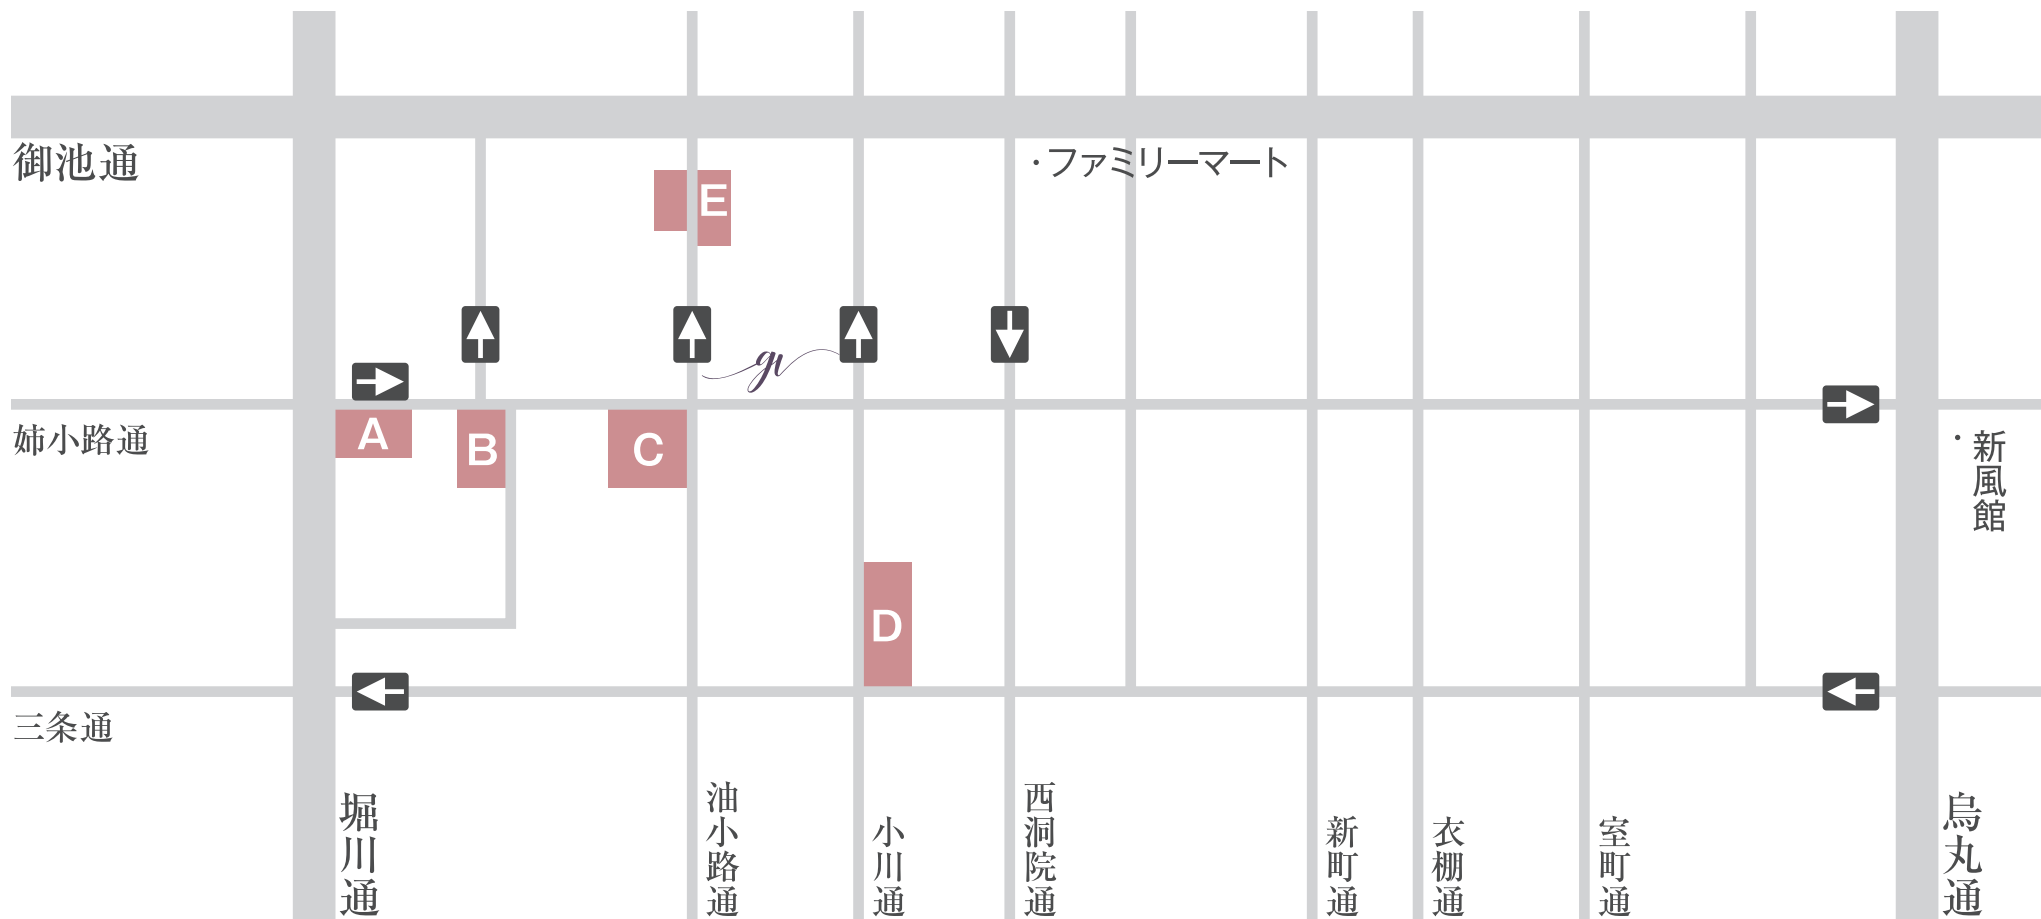 御池通
・ファミリーマート
E
gi
姉小路通
A
B
C
・新風館
D
三条通
堀川通
油小路通
小川通
西洞院通
新町通
衣棚通
室町通
烏丸通